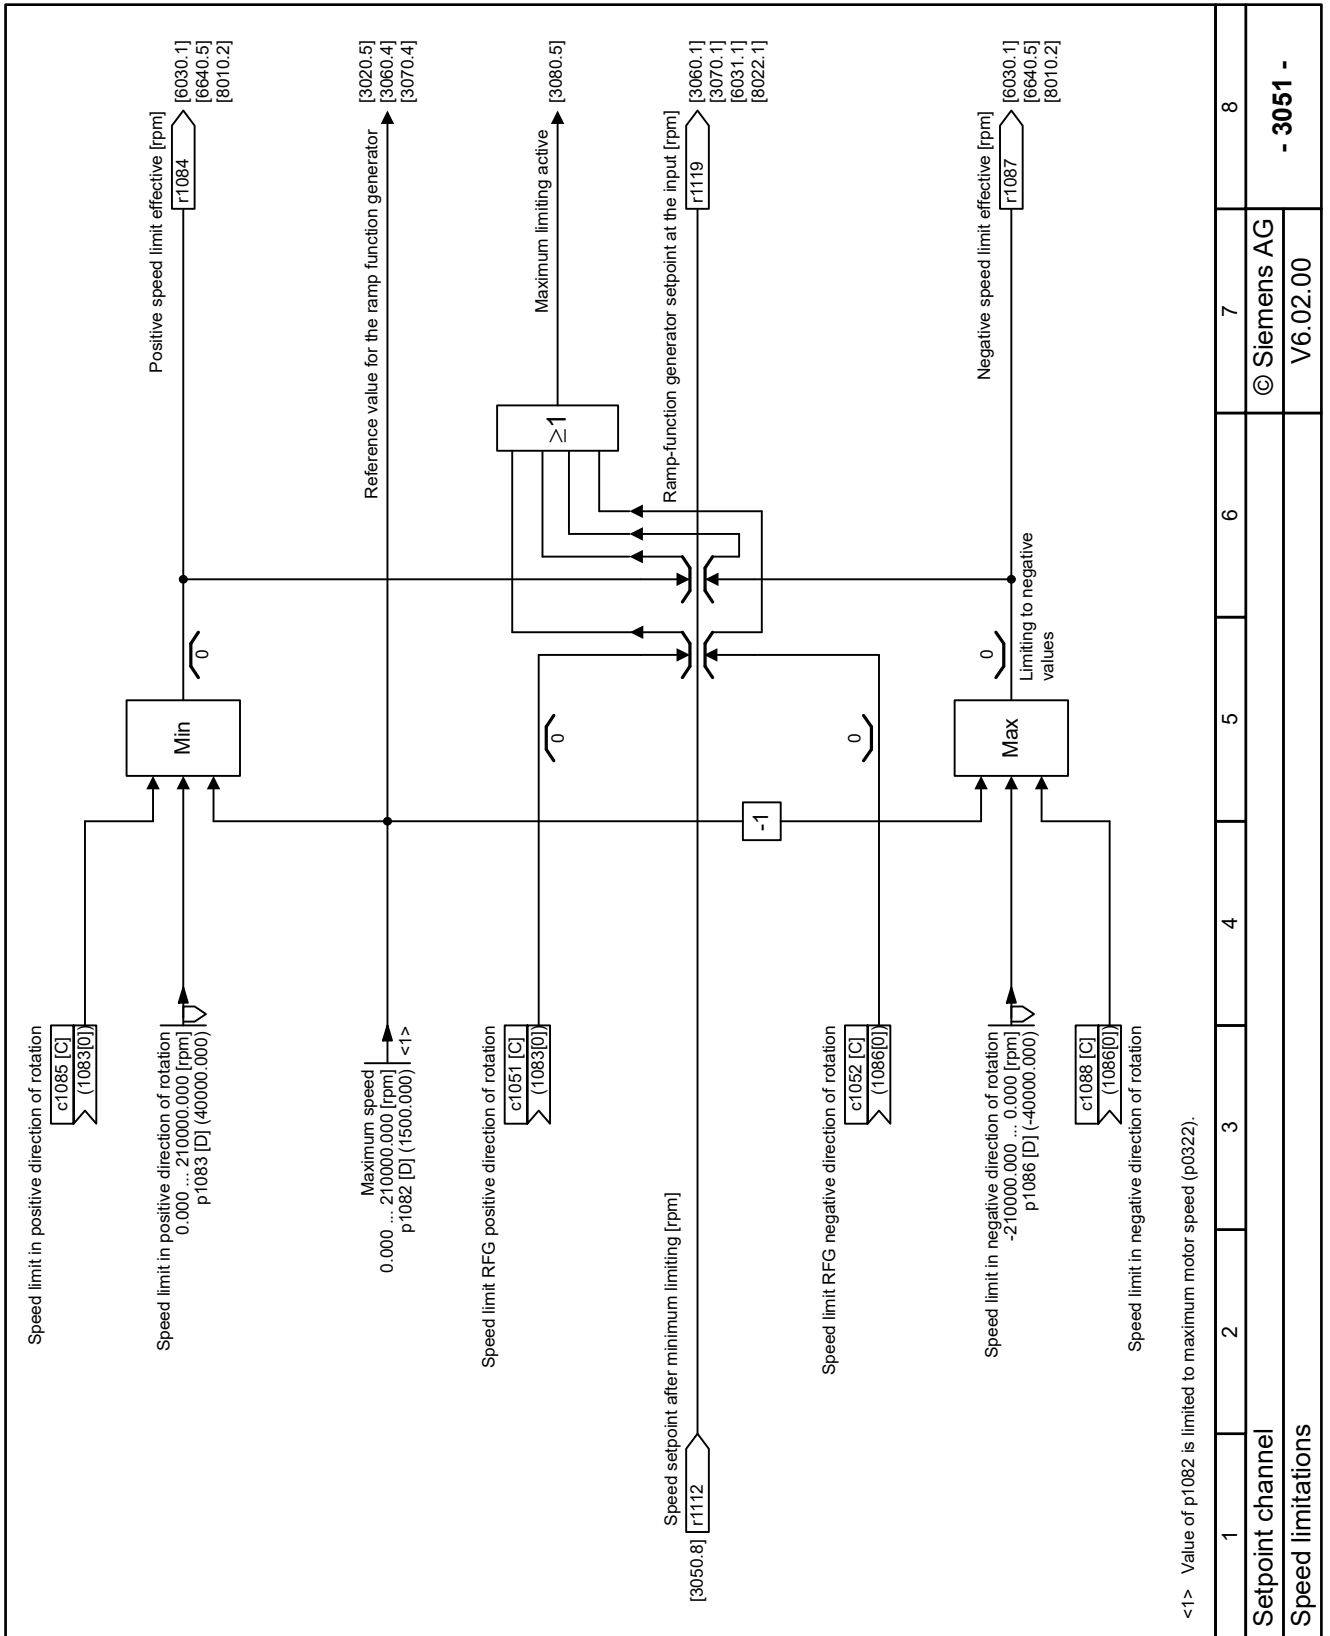 Speed limit in positive direction of rotation
c1085 [C]
(1083[0])
Speed limit in positive direction of rotation
0.000 ... 210000.000 [rpm]
p1083 [D] (40000.000)
Min
0
Positive speed limit effective [rpm]
r1084
[6030.1]
[6640.5]
[8010.2]
Maximum speed
0.000 ... 210000.000 [rpm]
p1082 [D] (1500.000)
<1>
Reference value for the ramp function generator
[3020.5]
[3060.4]
[3070.4]
Speed limit RFG positive direction of rotation
c1051 [C]
(1083[0])
0
≥1
Maximum limiting active
[3080.5]
Speed setpoint after minimum limiting [rpm]
[3050.8]
r1112
Ramp-function generator setpoint at the input [rpm]
r1119
[3060.1]
[3070.1]
[6031.1]
[8022.1]
-1
Speed limit RFG negative direction of rotation
c1052 [C]
(1086[0])
0
Speed limit in negative direction of rotation
-210000.000 ... 0.000 [rpm]
p1086 [D] (-40000.000)
Max
0
Limiting to negative
values
Negative speed limit effective [rpm]
r1087
[6030.1]
[6640.5]
[8010.2]
c1088 [C]
(1086[0])
Speed limit in negative direction of rotation
<1> Value of p1082 is limited to maximum motor speed (p0322).
1 2 3 4 5 6 7 8
Setpoint channel
Speed limitations
© Siemens AG
V6.02.00
- 3051 -